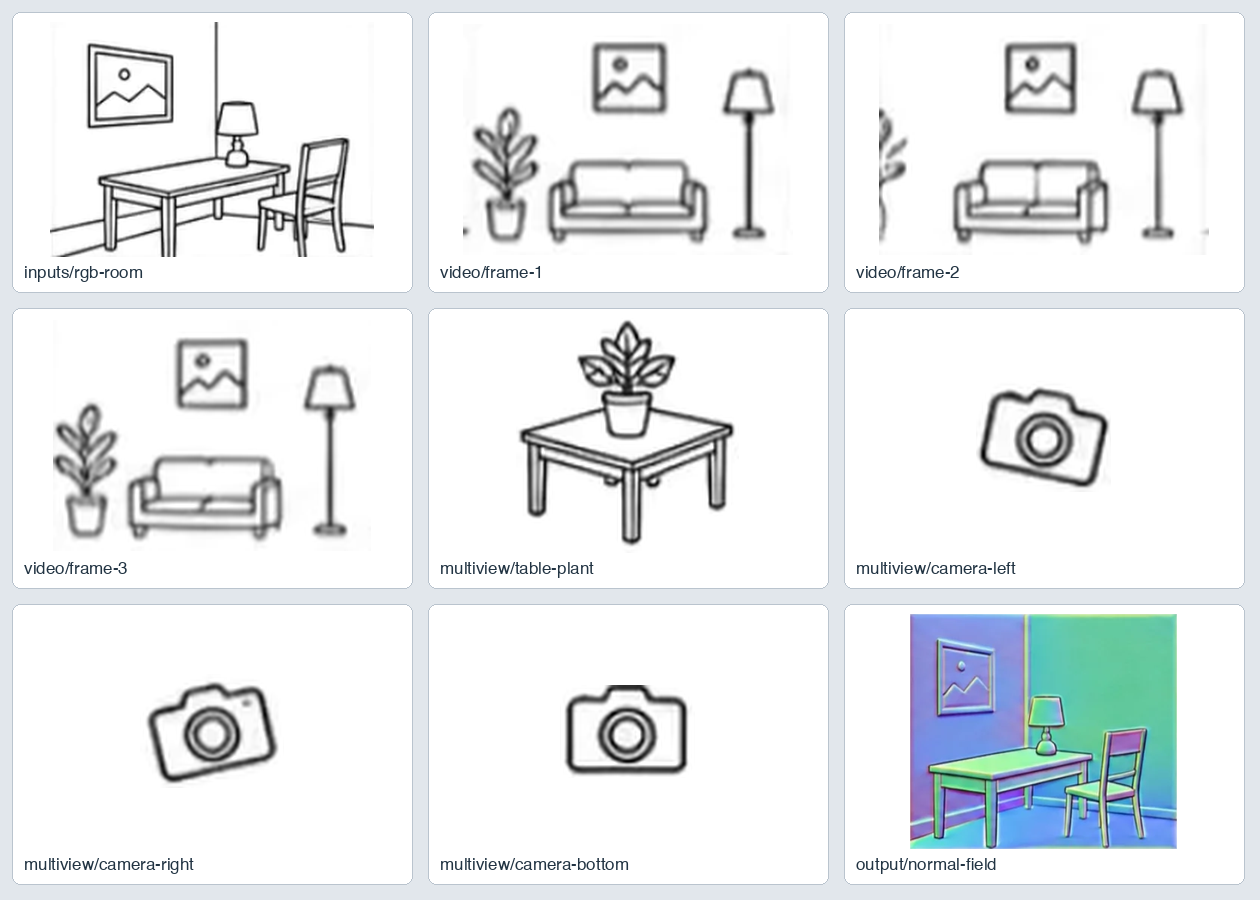 inputs/rgb-room
video/frame-1
video/frame-2
video/frame-3
multiview/table-plant
multiview/camera-left
multiview/camera-right
multiview/camera-bottom
output/normal-field